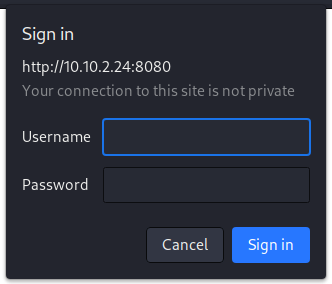 Sign in
http://10.10.2.24:8080
Your connection to this site is not private
Username
Password
Cancel Sign in